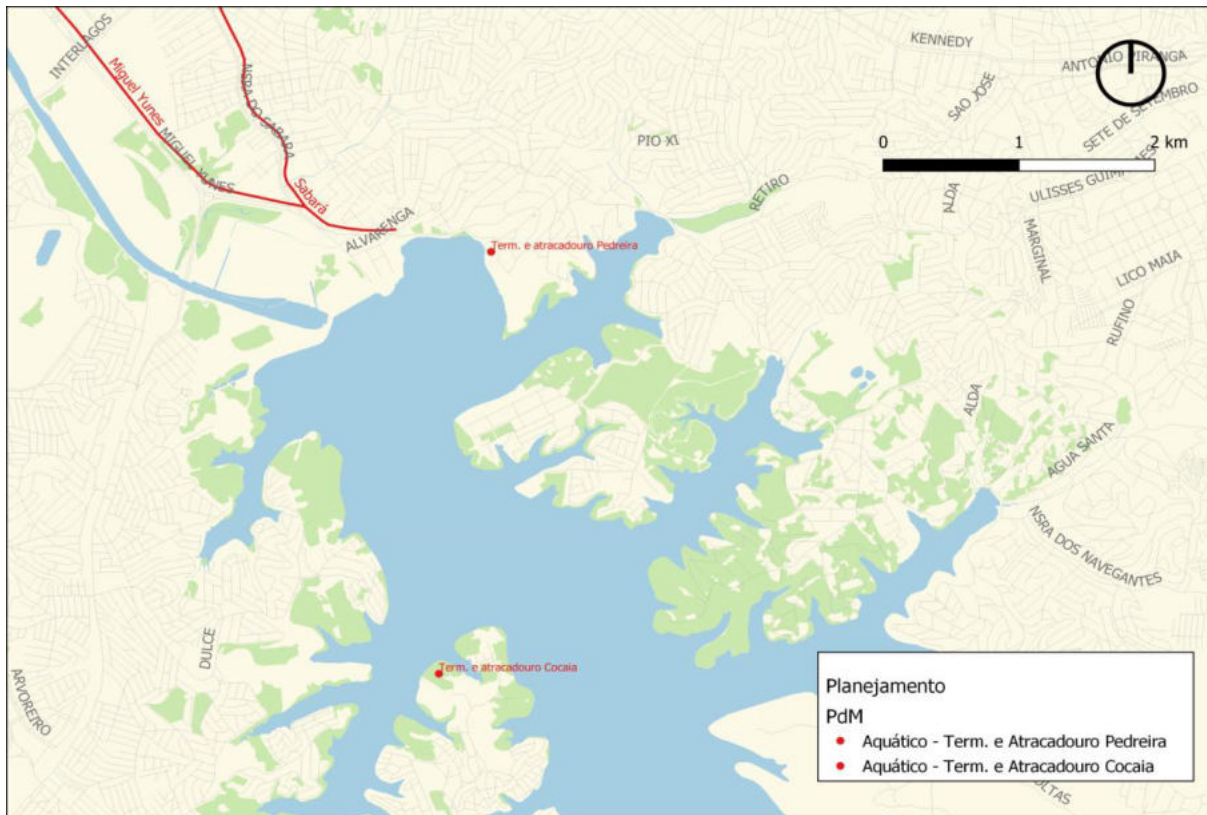 KENNEDY
ANTONIO PIRANGA
INTERLAGOS
Miguel Yunes
NSRA DO SABARA
SAO JOSE
SETE DE SETEMBRO
MIGUEL YUNES
PIO XI
0 1 2 km
Sabará
RETIRO
ALDA
ULISSES GUIMARAES
ALVARENGA
Term. e atracadouro Pedreira
MARGINAL
LICO MAIA
RUFINO
ALDA
AGUA SANTA
NSRA DOS NAVEGANTES
DULCE
Term. e atracadouro Cocaia
ARVOREIRO
Planejamento
PdM
Aquático - Term. e Atracadouro Pedreira
Aquático - Term. e Atracadouro Cocaia